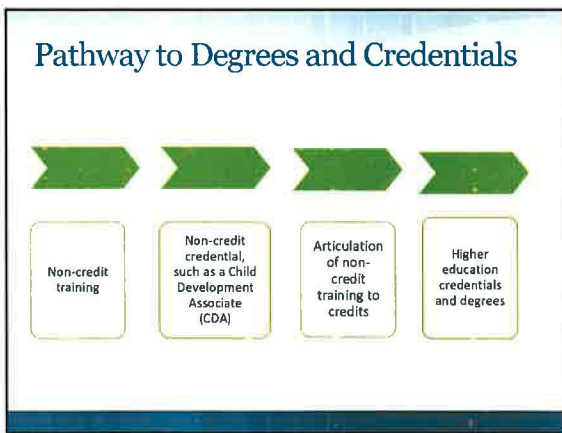 Pathway to Degrees and Credentials
Non-credit
training
Non-credit
credential,
such as a Child
Development
Associate
(CDA)
Articulation
of non-
credit
training to
credits
Higher
education
credentials
and degrees